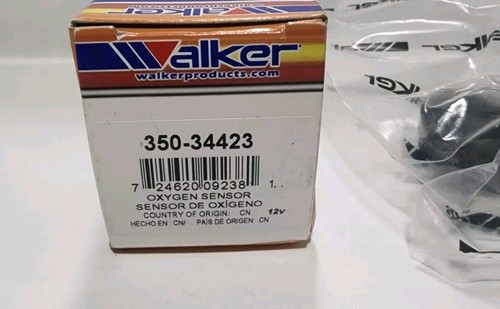 Walker
walkerproducts.com
350-34423
7 24620 09238 1
OXYGEN SENSOR
SENSOR DE OXÍGENO
COUNTRY OF ORIGIN: CN 12V
HECHO EN : CN/ PAÍS DE ORIGEN: CN
Walker